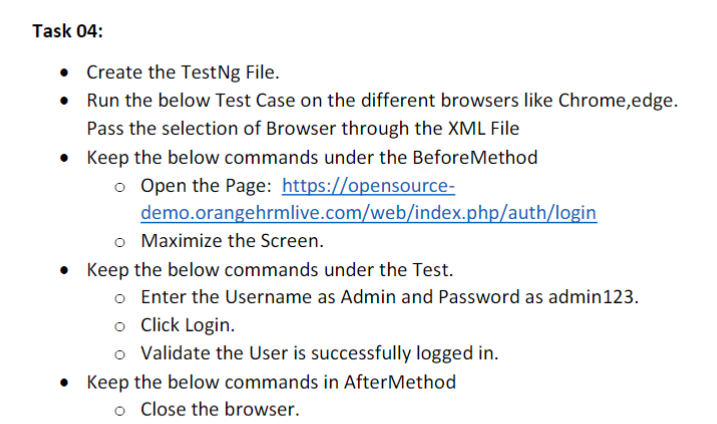 Task 04:
• Create the TestNg File.
• Run the below Test Case on the different browsers like Chrome,edge.
Pass the selection of Browser through the XML File
• Keep the below commands under the BeforeMethod
o Open the Page: https://opensource-
demo.orangehrmlive.com/web/index.php/auth/login
o Maximize the Screen.
• Keep the below commands under the Test.
o Enter the Username as Admin and Password as admin123.
o Click Login.
o Validate the User is successfully logged in.
• Keep the below commands in AfterMethod
o Close the browser.